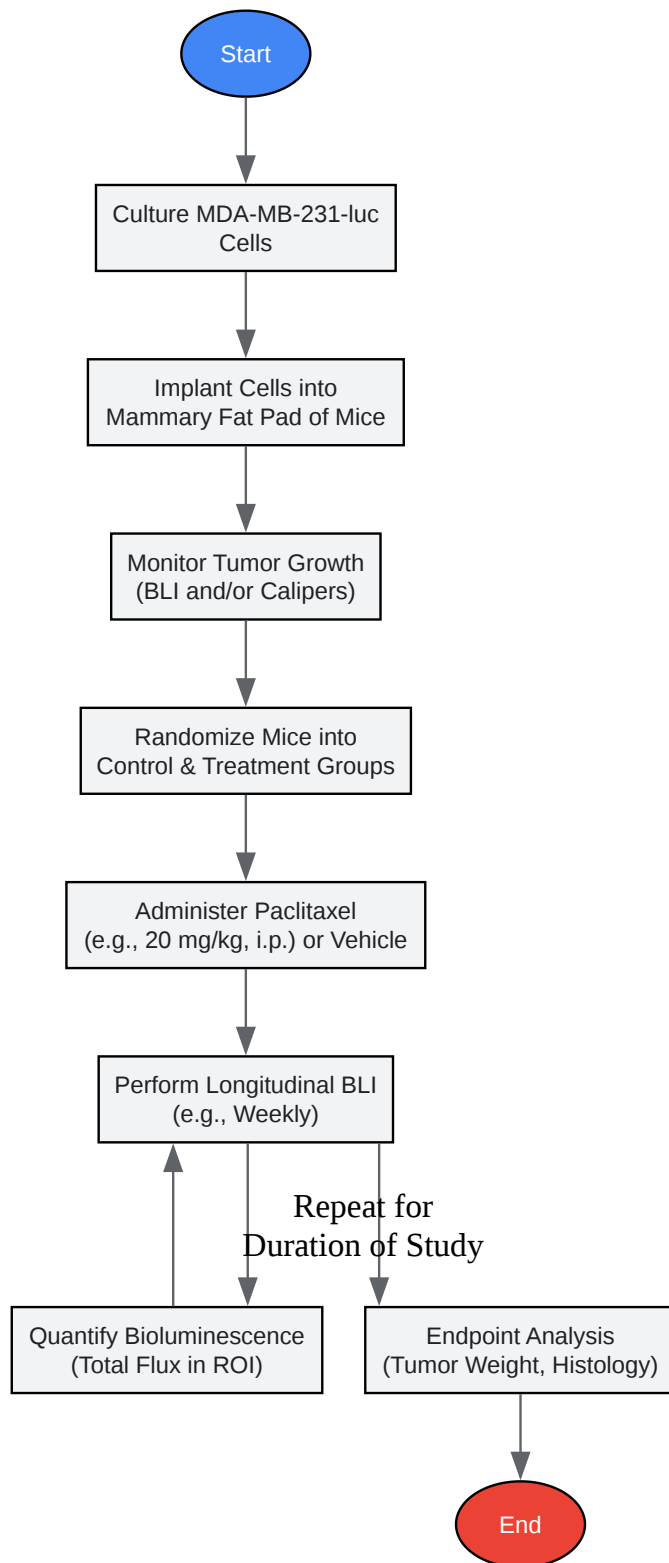 Start
Culture MDA-MB-231-luc
Cells
Implant Cells into
Mammary Fat Pad of Mice
Monitor Tumor Growth
(BLI and/or Calipers)
Randomize Mice into
Control & Treatment Groups
Administer Paclitaxel
(e.g., 20 mg/kg, i.p.) or Vehicle
Perform Longitudinal BLI
(e.g., Weekly)
Repeat for
Duration of Study
Quantify Bioluminescence
(Total Flux in ROI)
Endpoint Analysis
(Tumor Weight, Histology)
End